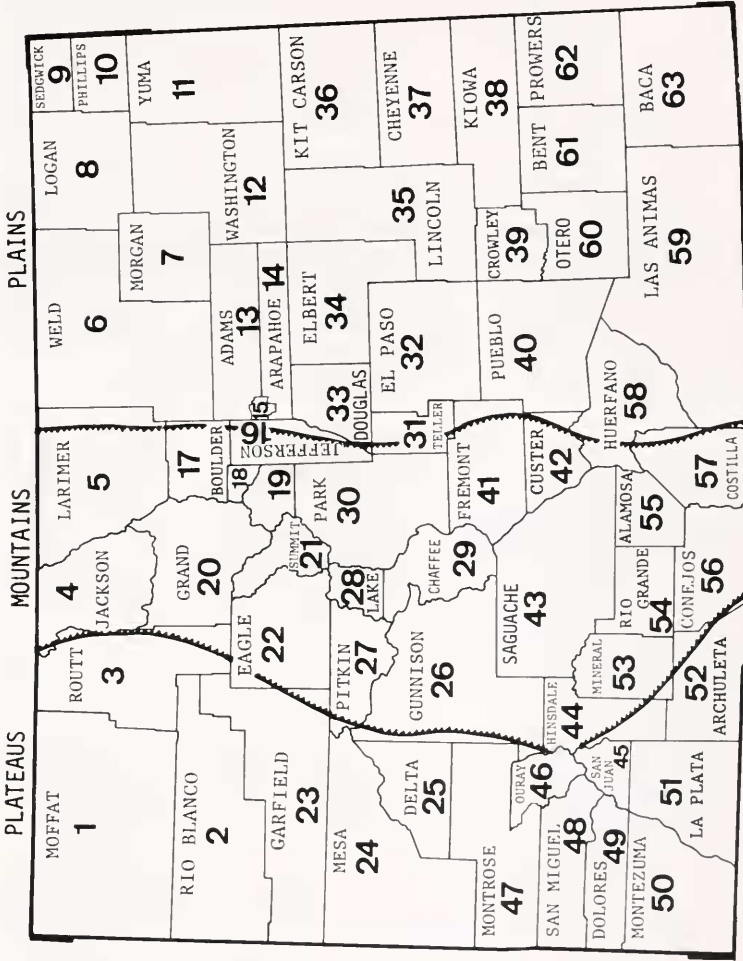 PLATEAUS
MOUNTAINS
PLAINS
MOFFAT
1
RIO BLANCO
2
ROUTT
3
4
JACKSON
LARIMER
5
WELD
6
MORGAN
7
LOGAN
8
SEDGWICK
9
PHILLIPS
10
YUMA
11
WASHINGTON
12
ADAMS
13
ARAPAHOE 14
15
16
JEFFERSON
17
BOULDER
18
19
GRAND
20
SUMMIT
21
EAGLE
22
GARFIELD
23
MESA
24
DELTA
25
GUNNISON
26
PITKIN
27
28
LAKE
CHAFFEE
29
PARK
30
31
TELLER
EL PASO
32
33
DOUGLAS
ELBERT
34
35
LINCOLN
KIT CARSON
36
CHEYENNE
37
KIOWA
38
CROWLEY
39
PUEBLO
40
FREMONT
41
CUSTER
42
SAGUACHE
43
HINSDALE
44
SAN
JUAN
45
OURAY
46
MONTROSE
47
SAN MIGUEL
48
DOLORES
49
MONTEZUMA
50
51
LA PLATA
52
ARCHULETA
MINERAL
53
RIO
GRANDE
54
ALAMOSA
55
CONEJOS
56
57
COSTILLA
HUERFANO
58
LAS ANIMAS
59
OTERO
60
BENT
61
PROWERS
62
BACA
63